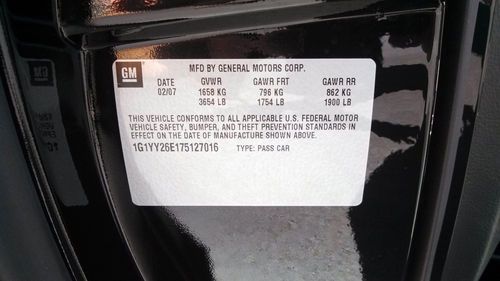 GM
MFD BY GENERAL MOTORS CORP.
DATE GVWR GAWR FRT GAWR RR
02/07 1658 KG 796 KG 862 KG
3654 LB 1754 LB 1900 LB
THIS VEHICLE CONFORMS TO ALL APPLICABLE U.S. FEDERAL MOTOR
VEHICLE SAFETY, BUMPER, AND THEFT PREVENTION STANDARDS IN
EFFECT ON THE DATE OF MANUFACTURE SHOWN ABOVE.
1G1YY26E175127016 TYPE: PASS CAR